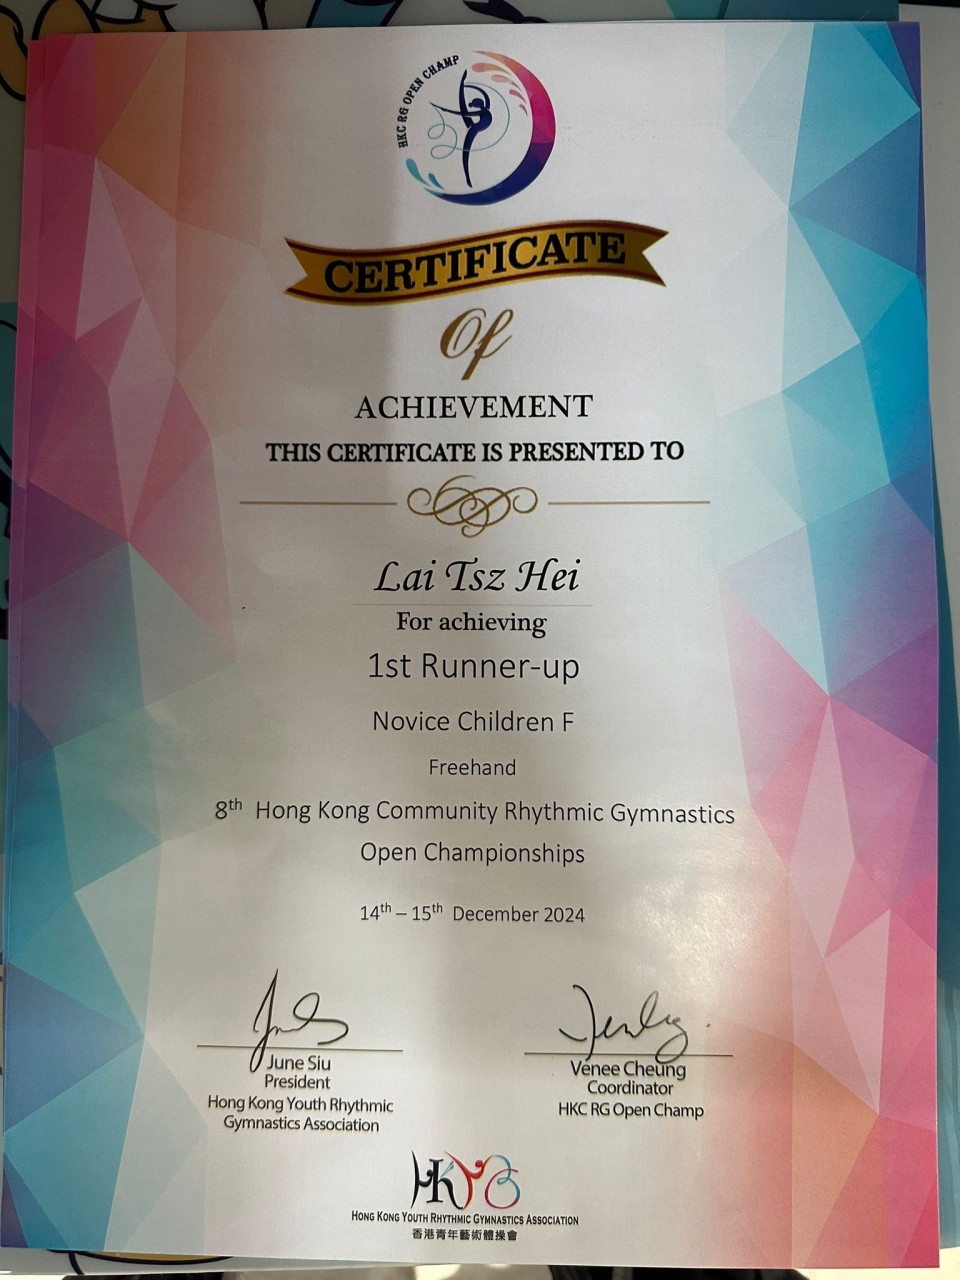 HKC RG OPEN CHAMP
CERTIFICATE
Of
ACHIEVEMENT
THIS CERTIFICATE IS PRESENTED TO
Lai Tsz Hei
For achieving
1st Runner-up
Novice Children F
Freehand
8th Hong Kong Community Rhythmic Gymnastics
Open Championships
14th – 15th December 2024
June Siu
President
Hong Kong Youth Rhythmic
Gymnastics Association
Venee Cheung
Coordinator
HKC RG Open Champ
HKYG
HONG KONG YOUTH RHYTHMIC GYMNASTICS ASSOCIATION
香港青年藝術體操會